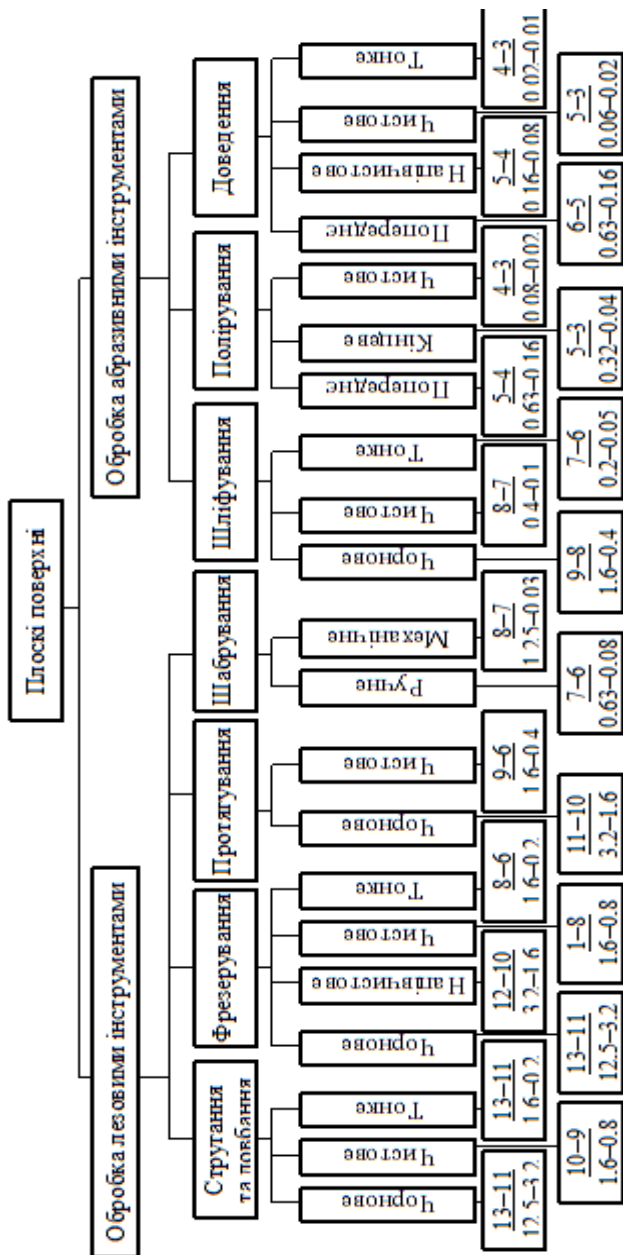 Плоскі поверхні
Обробка лезовими інструментами
Обробка абразивними інструментами
Стругання
та довбання
Фрезерування
Протягування
Шабрування
Шліфування
Полірування
Доведення
Чорнове
Чистове
Тонке
Чорнове
Напівчистове
Чистове
Тонке
Чорнове
Чистове
Ручне
Механічне
Чорнове
Чистове
Тонке
Попереднє
Кінцеве
Чистове
Попереднє
Напівчистове
Чистове
Тонке
13–11
12.5–3.2
13–11
1.6–0.2
12–10
3.2–1.6
8–6
1.6–0.2
9–6
1.6–0.4
8–7
1.25–0.03
8–7
0.4–0.1
5–4
0.63–0.16
4–3
0.08–0.02
5–4
0.16–0.08
4–3
0.02–0.01
10–9
1.6–0.8
13–11
12.5–3.2
1–8
1.6–0.8
11–10
3.2–1.6
7–6
0.63–0.08
9–8
1.6–0.4
7–6
0.2–0.05
5–3
0.32–0.04
6–5
0.63–0.16
5–3
0.06–0.02